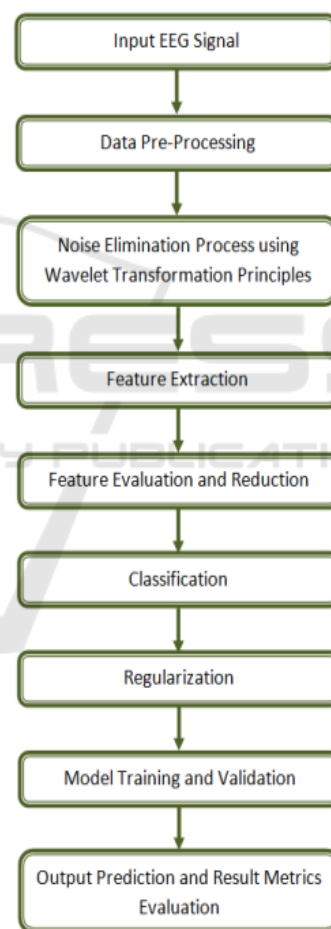 Input EEG Signal
Data Pre-Processing
Noise Elimination Process using
Wavelet Transformation Principles
Feature Extraction
Feature Evaluation and Reduction
Classification
Regularization
Model Training and Validation
Output Prediction and Result Metrics
Evaluation